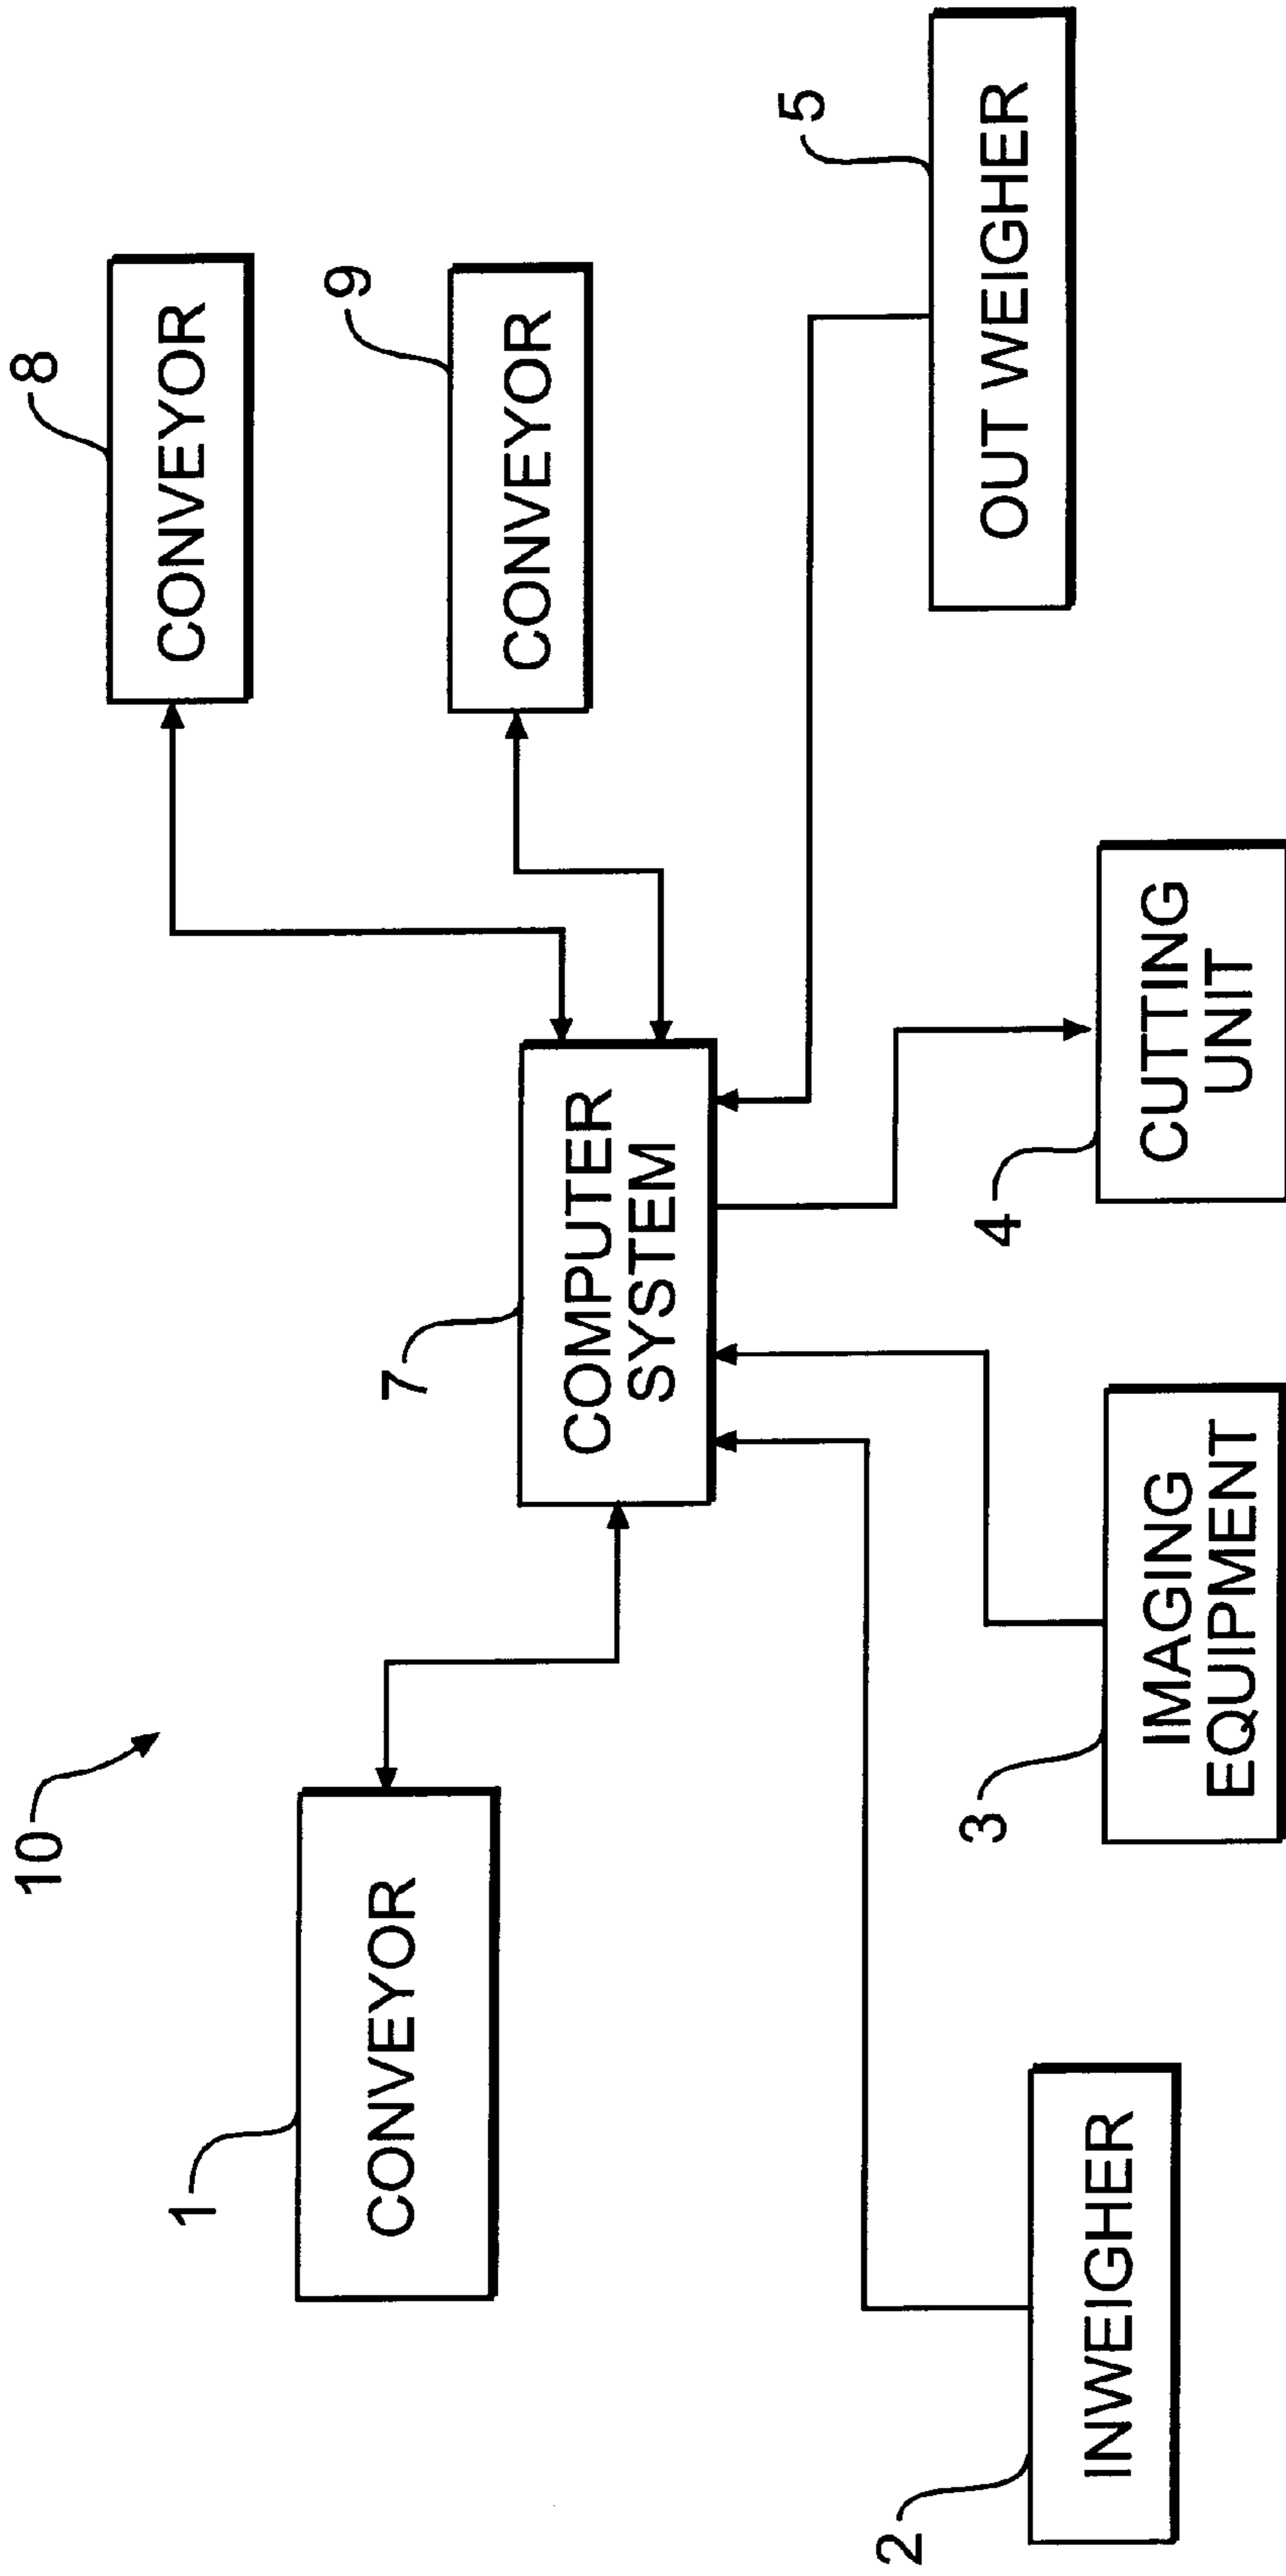 10
8
CONVEYOR
1
CONVEYOR
9
CONVEYOR
7
COMPUTER
SYSTEM
5
OUT WEIGHER
2
INWEIGHER
3
IMAGING
EQUIPMENT
4
CUTTING
UNIT